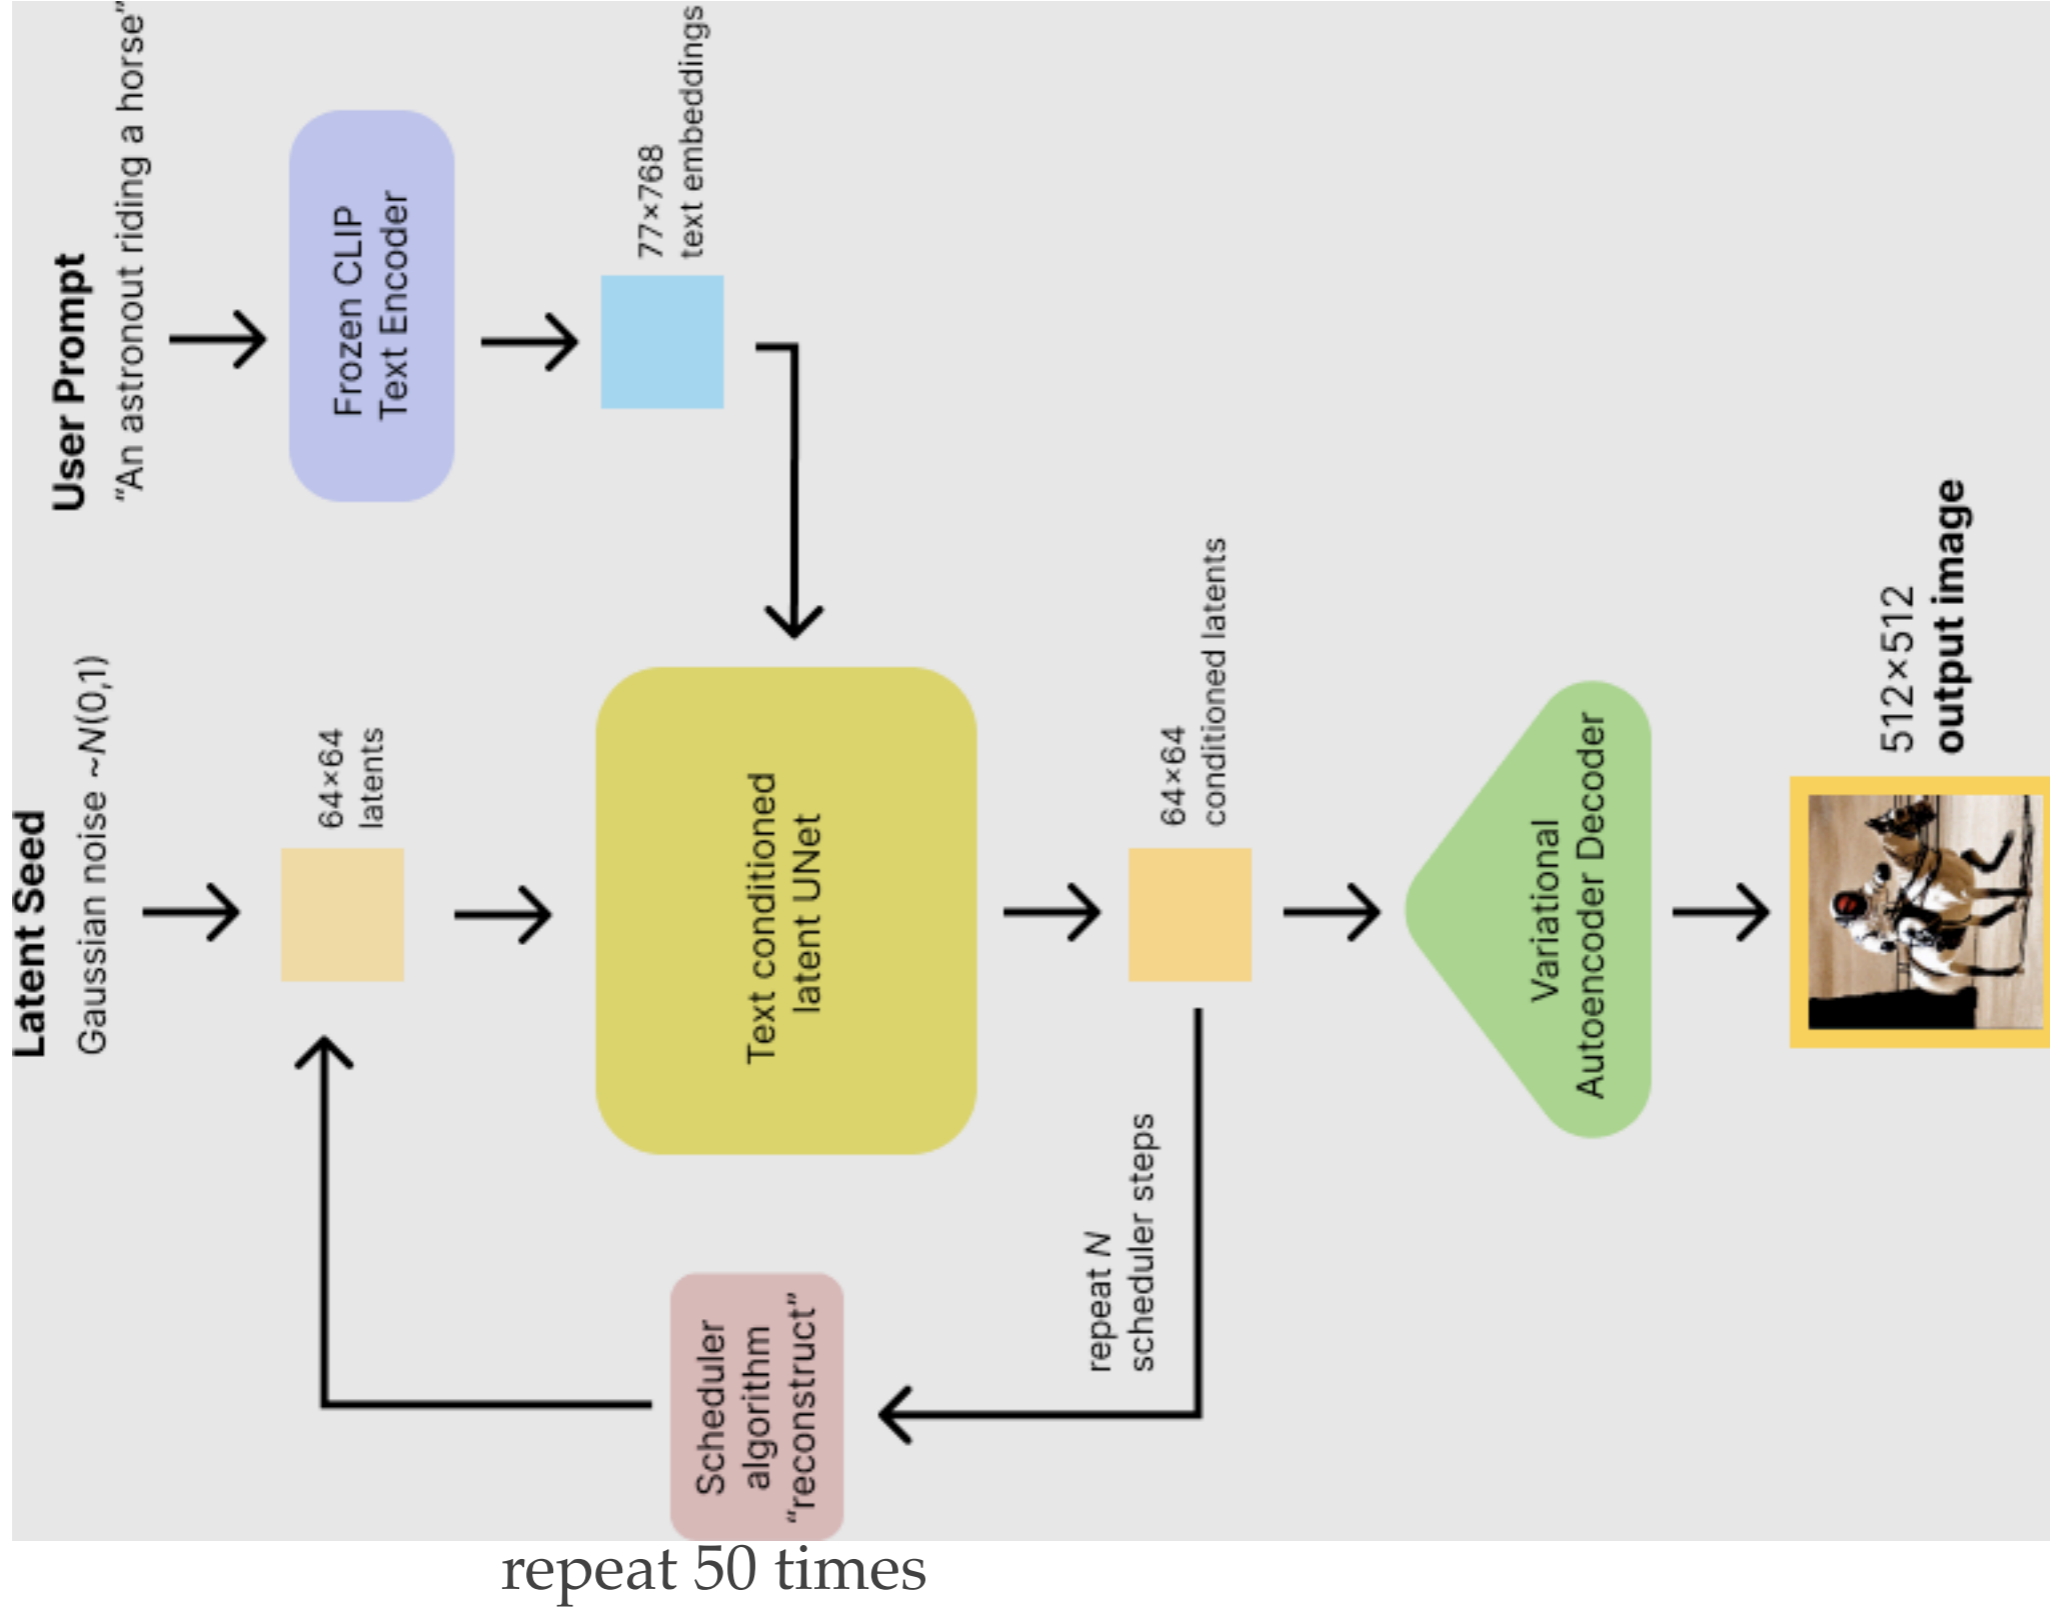 Latent Seed
Gaussian noise ~N(0,1)
User Prompt
“An astronout riding a horse”
64×64
latents
Frozen CLIP
Text Encoder
77×768
text embeddings
Text conditioned
latent UNet
Scheduler
algorithm
“reconstruct”
repeat N
scheduler steps
64×64
conditioned latents
Variational
Autoencoder Decoder
512×512
output image
repeat 50 times